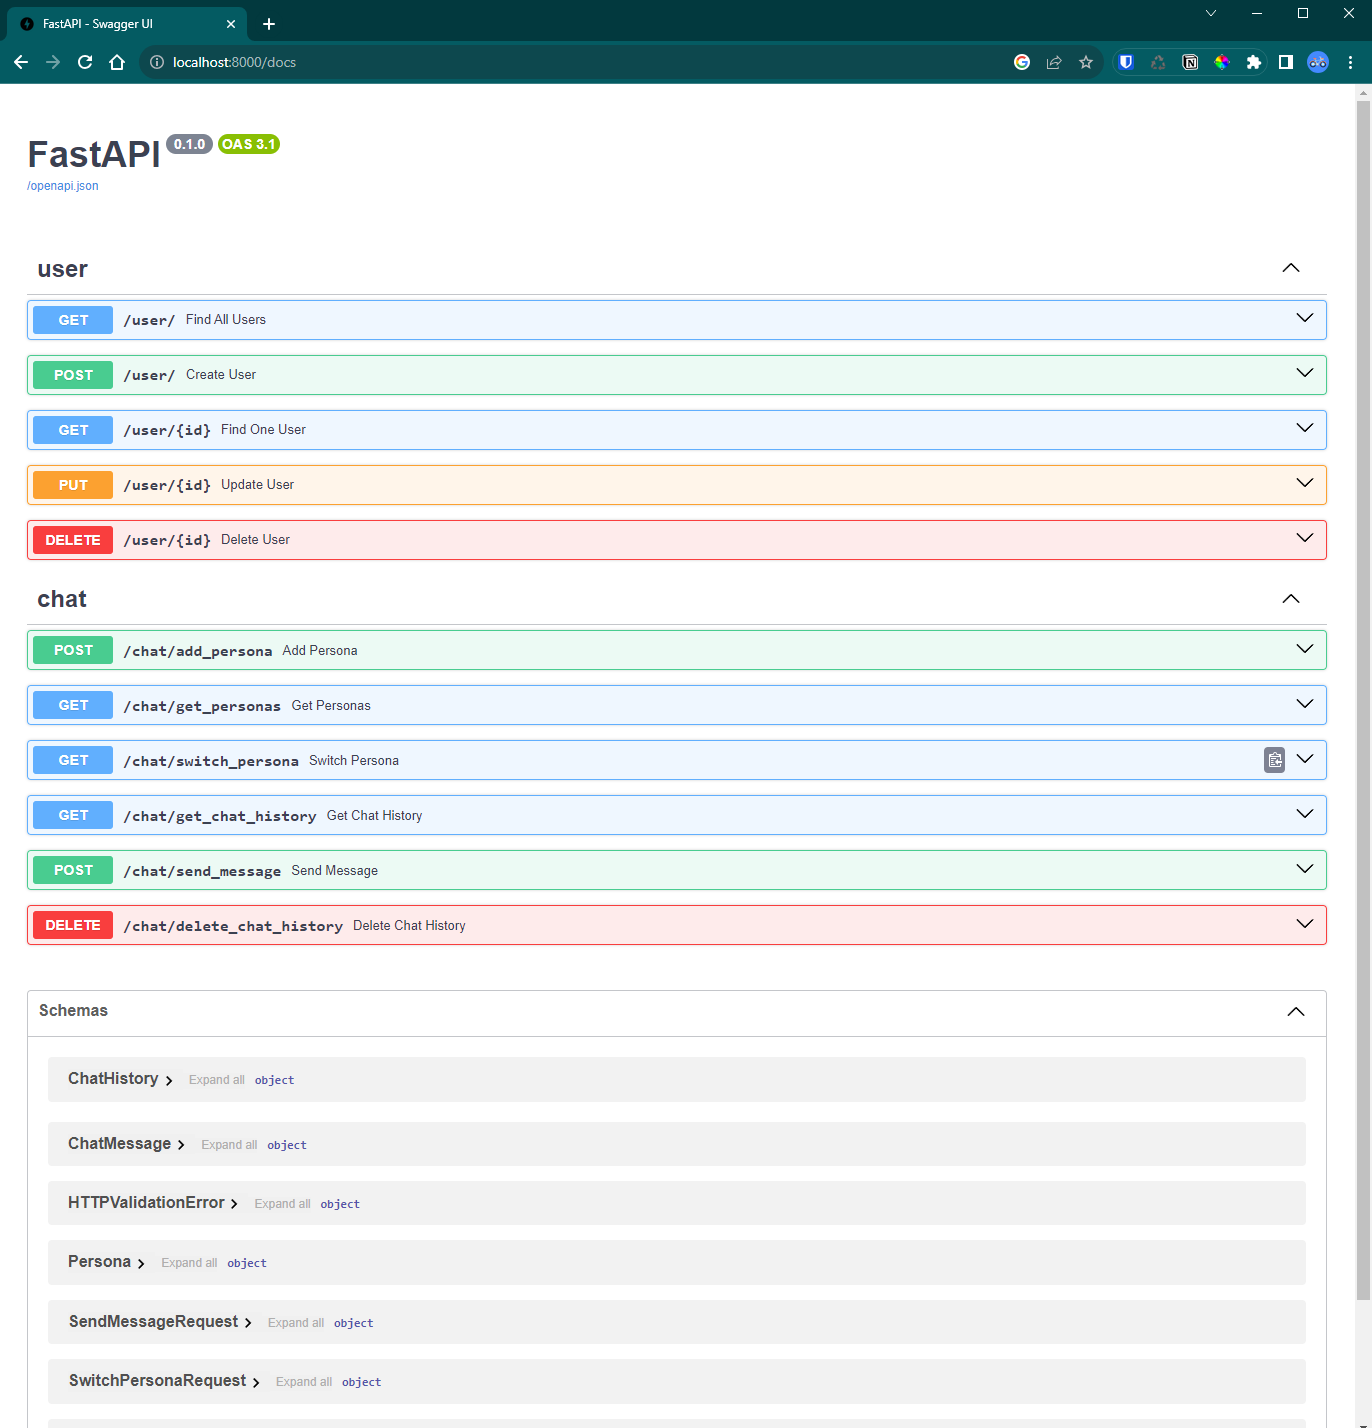 FastAPI - Swagger UI
localhost:8000/docs
FastAPI 0.1.0 OAS 3.1
/openapi.json
user
GET /user/ Find All Users
POST /user/ Create User
GET /user/{id} Find One User
PUT /user/{id} Update User
DELETE /user/{id} Delete User
chat
POST /chat/add_persona Add Persona
GET /chat/get_personas Get Personas
GET /chat/switch_persona Switch Persona
GET /chat/get_chat_history Get Chat History
POST /chat/send_message Send Message
DELETE /chat/delete_chat_history Delete Chat History
Schemas
ChatHistory Expand all object
ChatMessage Expand all object
HTTPValidationError Expand all object
Persona Expand all object
SendMessageRequest Expand all object
SwitchPersonaRequest Expand all object